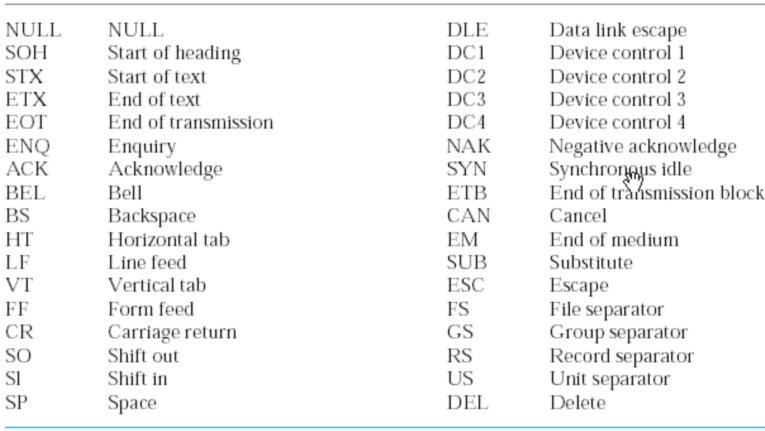 NULL NULL DLE Data link escape
SOH Start of heading DC1 Device control 1
STX Start of text DC2 Device control 2
ETX End of text DC3 Device control 3
EOT End of transmission DC4 Device control 4
ENQ Enquiry NAK Negative acknowledge
ACK Acknowledge SYN Synchronous idle
BEL Bell ETB End of transmission block
BS Backspace CAN Cancel
HT Horizontal tab EM End of medium
LF Line feed SUB Substitute
VT Vertical tab ESC Escape
FF Form feed FS File separator
CR Carriage return GS Group separator
SO Shift out RS Record separator
SI Shift in US Unit separator
SP Space DEL Delete